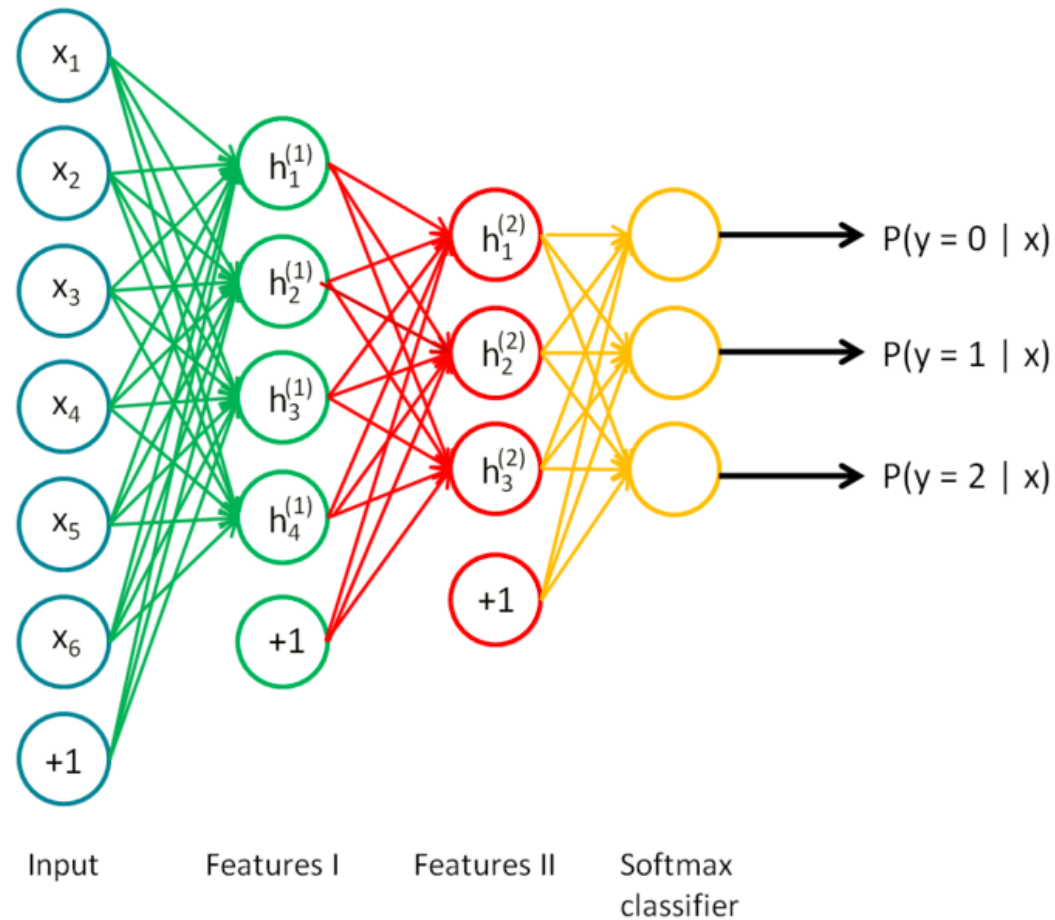 x₁
x₂
x₃
x₄
x₅
x₆
+1
h₁⁽¹⁾
h₂⁽¹⁾
h₃⁽¹⁾
h₄⁽¹⁾
+1
h₁⁽²⁾
h₂⁽²⁾
h₃⁽²⁾
+1
P(y = 0 | x)
P(y = 1 | x)
P(y = 2 | x)
Input
Features I
Features II
Softmax
classifier